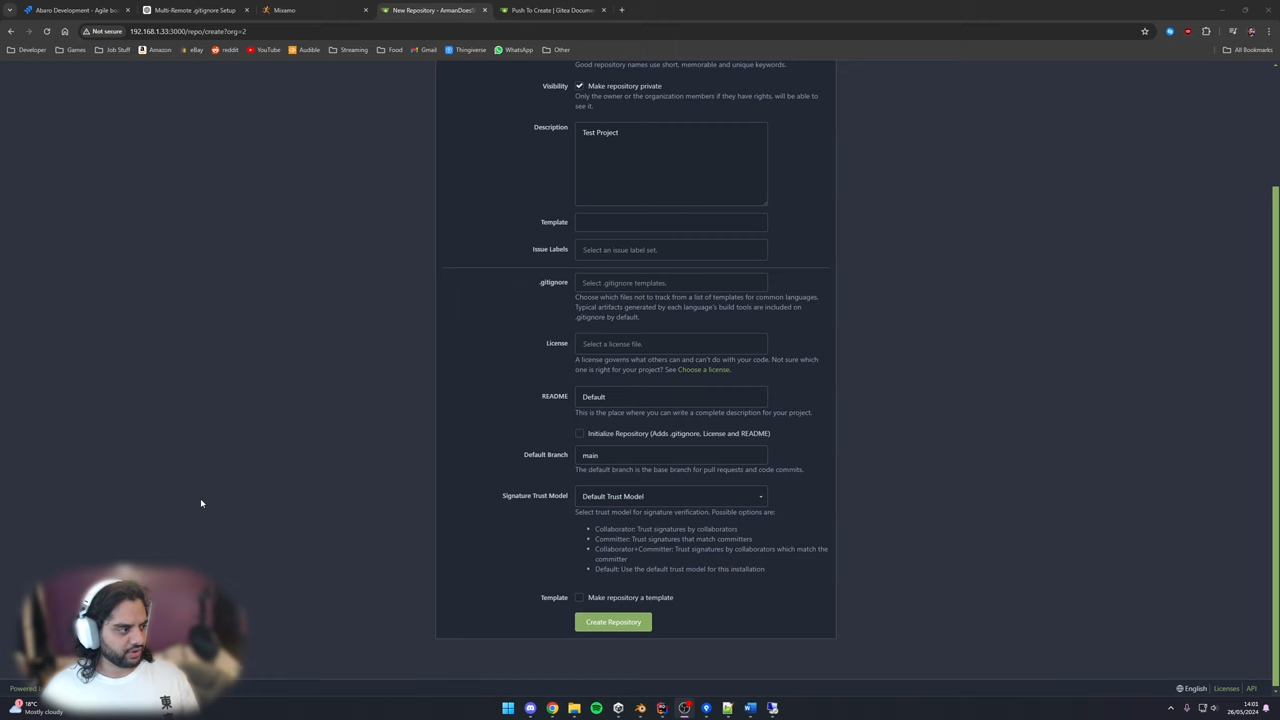 Abaro Development - Agile boa
Multi-Remote .gitignore Setup
Mixamo
New Repository - ArmanDoesSt
Push To Create | Gitea Docume
Not secure
192.168.1.33:3000/repo/create?org=2
Developer
Games
Job Stuff
Amazon
eBay
reddit
YouTube
Audible
Streaming
Food
Gmail
Thingiverse
WhatsApp
Other
All Bookmarks
Good repository names use short, memorable and unique keywords.
Visibility
Make repository private
Only the owner or the organization members if they have rights, will be able to
see it.
Description
Test Project
Template
Issue Labels
Select an issue label set.
.gitignore
Select .gitignore templates.
Choose which files not to track from a list of templates for common languages.
Typical artifacts generated by each language's build tools are included on
.gitignore by default.
License
Select a license file.
A license governs what others can and can't do with your code. Not sure which
one is right for your project? See Choose a license.
README
Default
This is the place where you can write a complete description for your project.
Initialize Repository (Adds .gitignore, License and README)
Default Branch
main
The default branch is the base branch for pull requests and code commits.
Signature Trust Model
Default Trust Model
Select trust model for signature verification. Possible options are:
Collaborator: Trust signatures by collaborators
Committer: Trust signatures that match committers
Collaborator+Committer: Trust signatures by collaborators which match the
committer
Default: Use the default trust model for this installation
Template
Make repository a template
Create Repository
Powered
English
Licenses
API
18°C
Mostly cloudy
14:01
26/05/2024
東